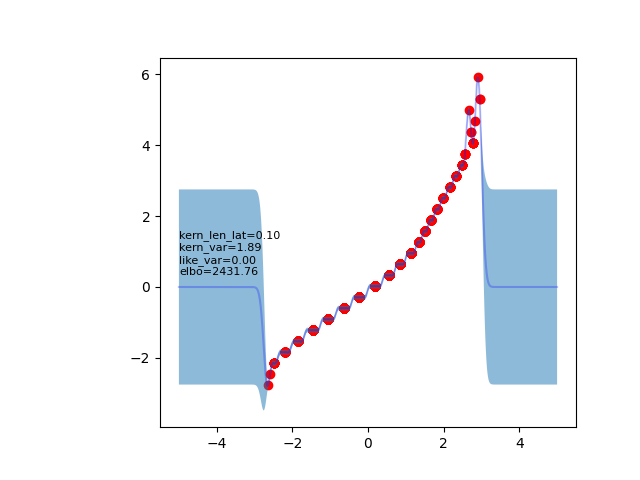 6
4
2
0
−2
kern_len_lat=0.10
kern_var=1.89
like_var=0.00
elbo=2431.76
−4 −2 0 2 4